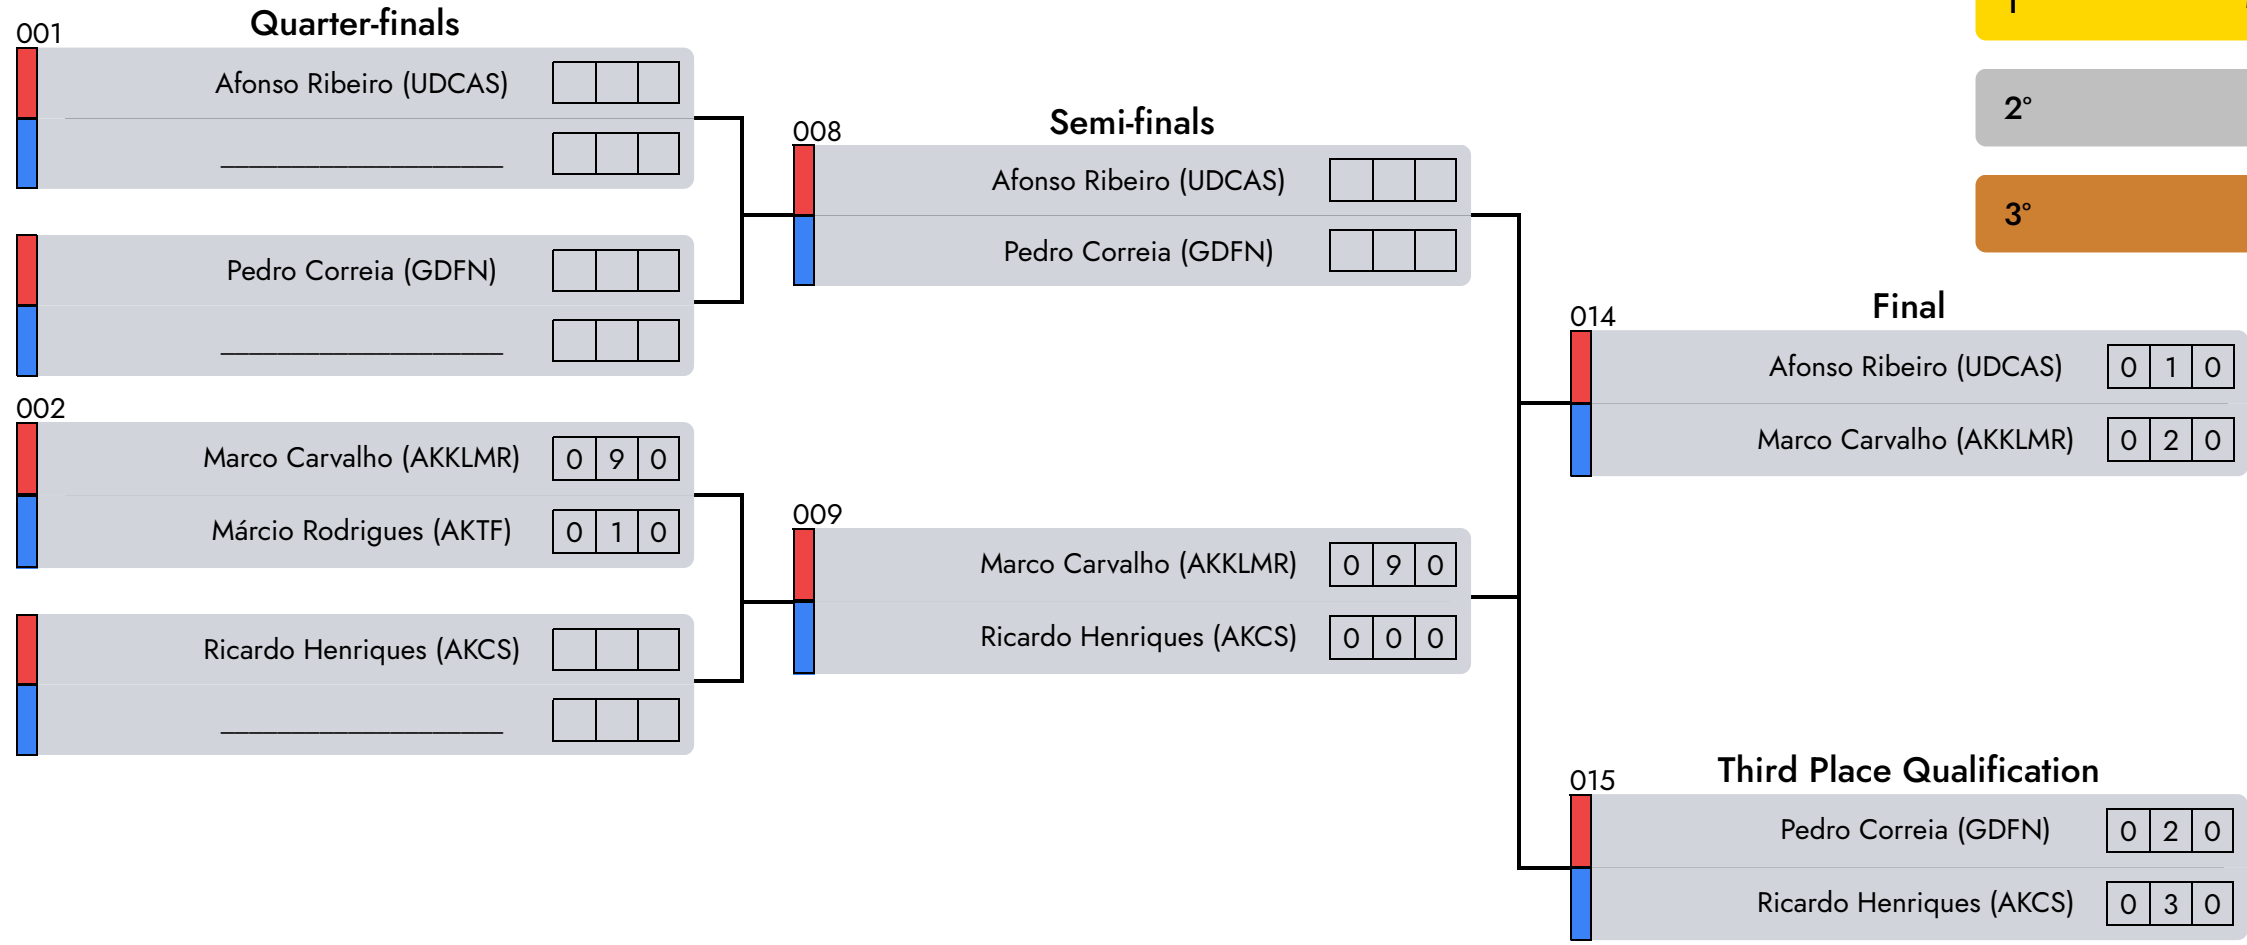 Quarter-finals
001
Afonso Ribeiro (UDCAS)
____________________
Pedro Correia (GDFN)
____________________
002
Marco Carvalho (AKKLMR) 0 9 0
Márcio Rodrigues (AKTF) 0 1 0
Ricardo Henriques (AKCS)
____________________
Semi-finals
008
Afonso Ribeiro (UDCAS)
Pedro Correia (GDFN)
009
Marco Carvalho (AKKLMR) 0 9 0
Ricardo Henriques (AKCS) 0 0 0
2°
3°
Final
014
Afonso Ribeiro (UDCAS) 0 1 0
Marco Carvalho (AKKLMR) 0 2 0
Third Place Qualification
015
Pedro Correia (GDFN) 0 2 0
Ricardo Henriques (AKCS) 0 3 0